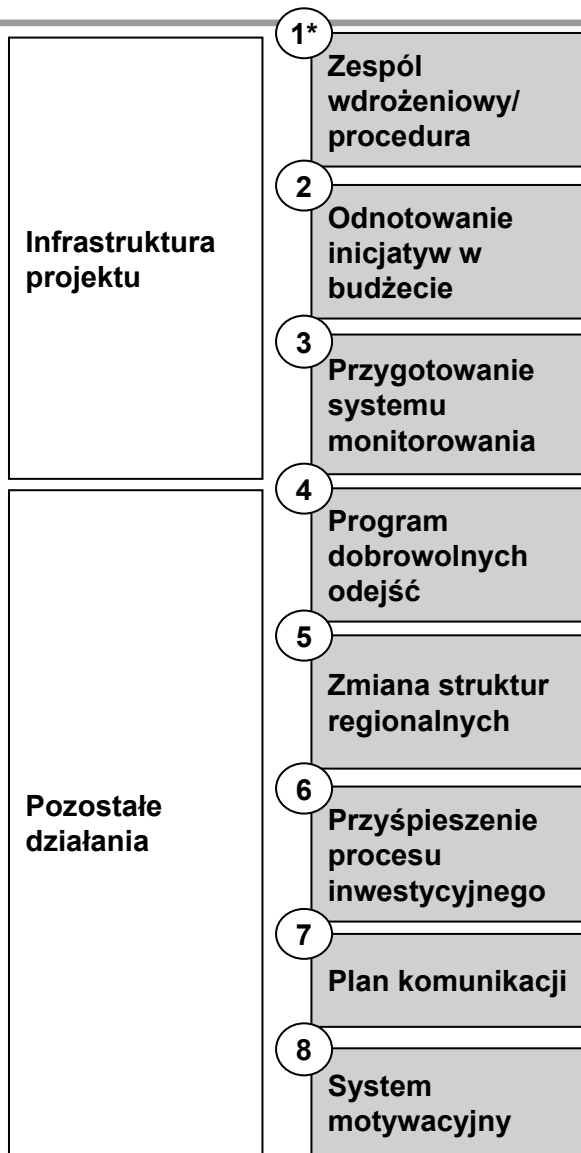 Infrastruktura
projektu
1*
Zespól
wdrożeniowy/
procedura
2
Odnotowanie
inicjatyw w
budżecie
3
Przygotowanie
systemu
monitorowania
Pozostałe
działania
4
Program
dobrowolnych
odejść
5
Zmiana struktur
regionalnych
6
Przyśpieszenie
procesu
inwestycyjnego
7
Plan komunikacji
8
System
motywacyjny